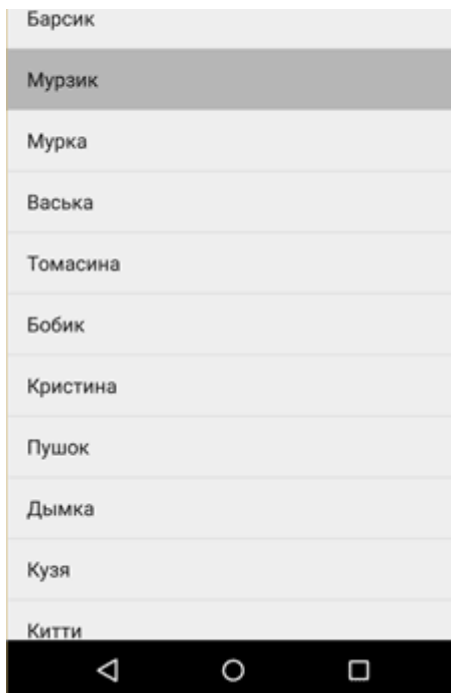 Барсик
Мурзик
Мурка
Васька
Томасина
Бобик
Кристина
Пушок
Дымка
Кузя
Китти